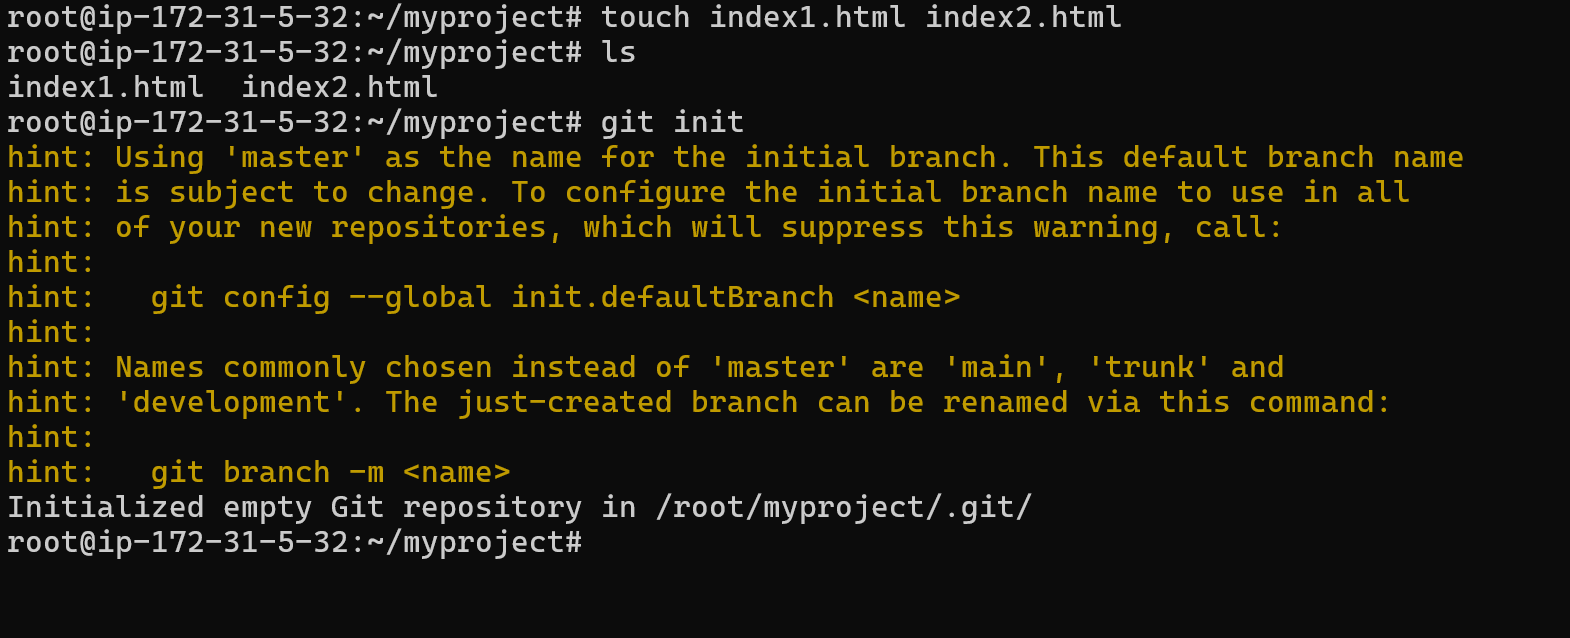 root@ip-172-31-5-32:~/myproject# touch index1.html index2.html
root@ip-172-31-5-32:~/myproject# ls
index1.html  index2.html
root@ip-172-31-5-32:~/myproject# git init
hint: Using 'master' as the name for the initial branch. This default branch name
hint: is subject to change. To configure the initial branch name to use in all
hint: of your new repositories, which will suppress this warning, call:
hint:
hint:   git config --global init.defaultBranch <name>
hint:
hint: Names commonly chosen instead of 'master' are 'main', 'trunk' and
hint: 'development'. The just-created branch can be renamed via this command:
hint:
hint:   git branch -m <name>
Initialized empty Git repository in /root/myproject/.git/
root@ip-172-31-5-32:~/myproject#